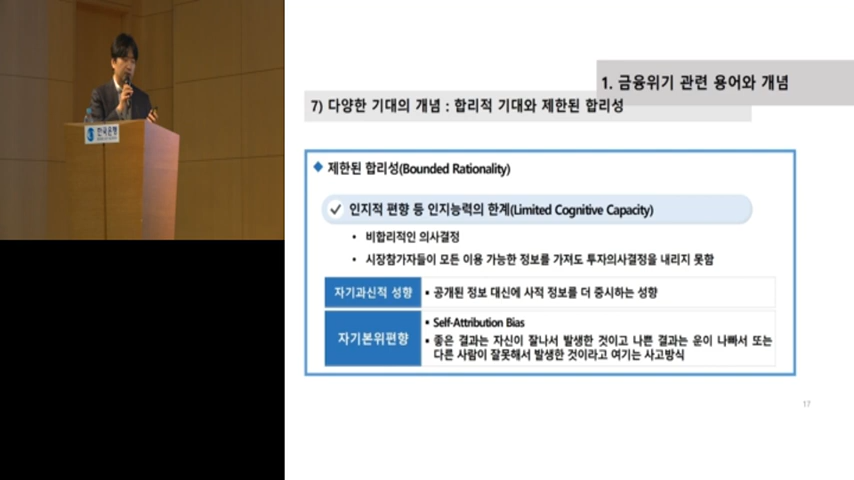 한국은행
1. 금융위기 관련 용어와 개념
7) 다양한 기대의 개념 : 합리적 기대와 제한된 합리성
◆ 제한된 합리성(Bounded Rationality)
✓ 인지적 편향 등 인지능력의 한계(Limited Cognitive Capacity)
• 비합리적인 의사결정
• 시장참가자들이 모든 이용 가능한 정보를 가져도 투자의사결정을 내리지 못함
자기과신적 성향
▪ 공개된 정보 대신에 사적 정보를 더 중시하는 성향
자기본위편향
▪ Self-Attribution Bias
▪ 좋은 결과는 자신이 잘나서 발생한 것이고 나쁜 결과는 운이 나빠서 또는
다른 사람이 잘못해서 발생한 것이라고 여기는 사고방식
17